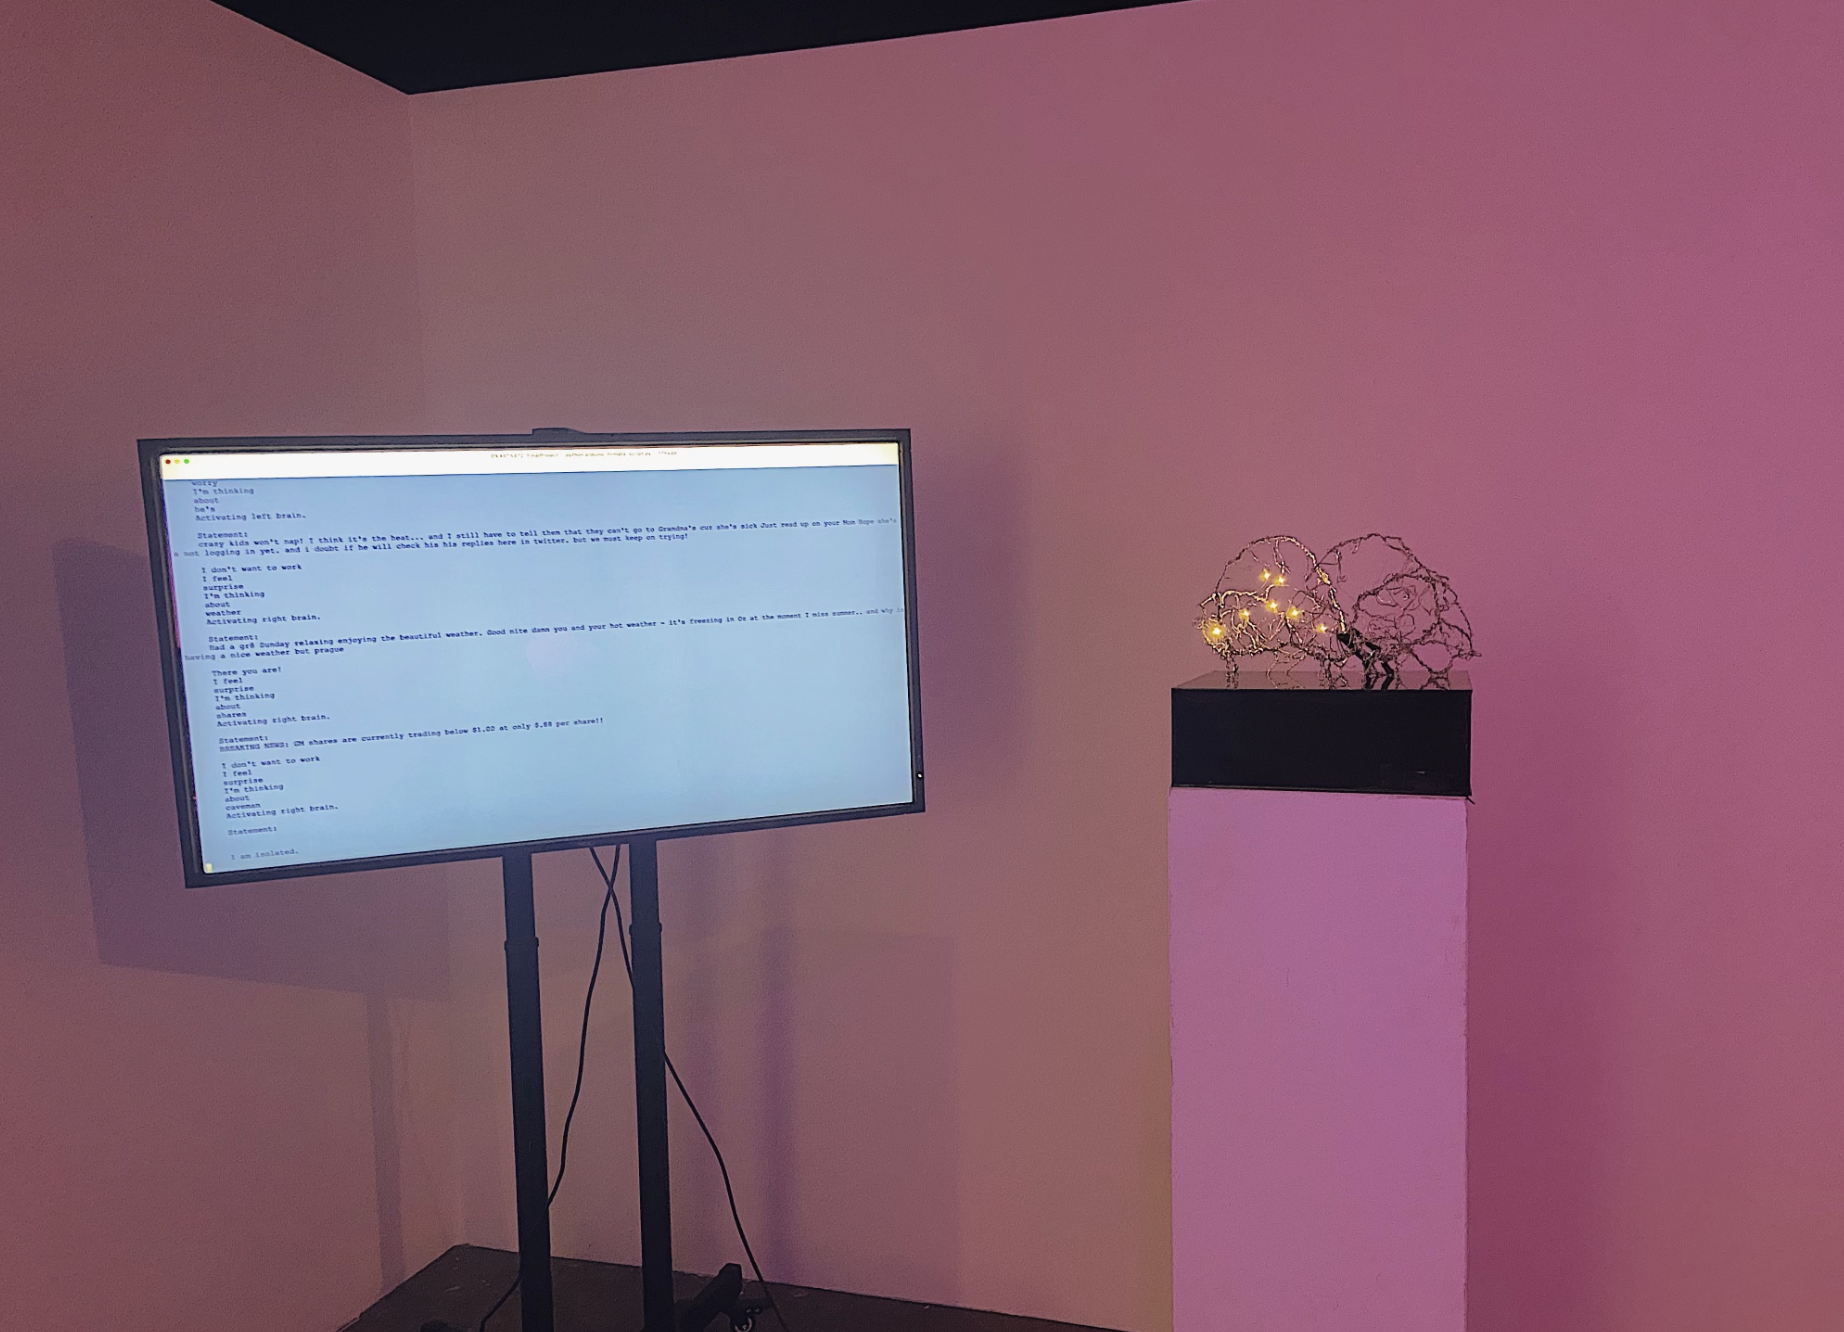 worry
I'm thinking
about
he's
Activating left brain.
Statement:
crazy kids won't nap! I think it's the heat... and I still have to tell them that they can't go to Grandma's cus she's sick Just read up on your Mom Hope she's
not logging in yet. and i doubt if he will check his his replies here in twitter. but we must keep on trying!
I don't want to work
I feel
surprise
I'm thinking
about
weather
Activating right brain.
Statement:
Had a gr8 Sunday relaxing enjoying the beautiful weather. Good nite damn you and your hot weather - it's freezing in Oz at the moment I miss summer.. and why is
having a nice weather but prague
There you are!
I feel
surprise
I'm thinking
about
shares
Activating right brain.
Statement:
BREAKING NEWS: GM shares are currently trading below $1.00 at only $.88 per share!!
I don't want to work
I feel
surprise
I'm thinking
about
caveman
Activating right brain.
Statement:
I am isolated.